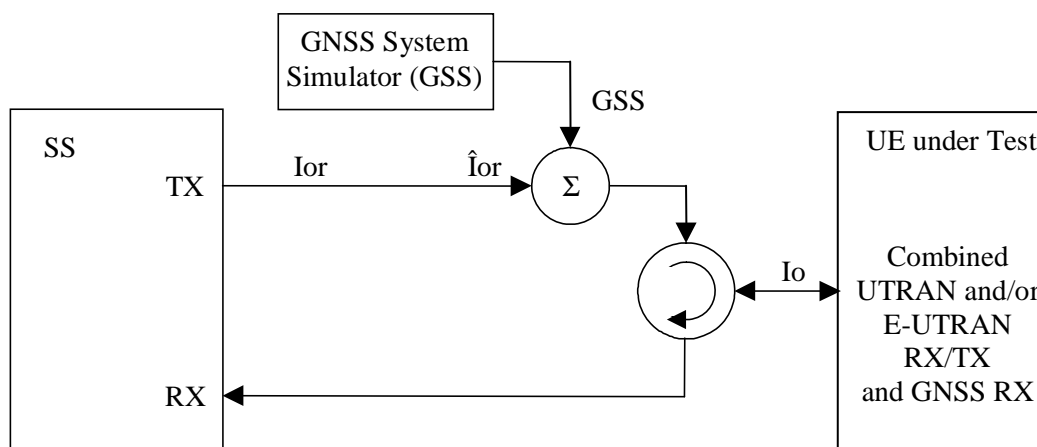 GNSS System
Simulator (GSS)
GSS
SS
UE under Test
TX
Ior
Îor
Σ
Combined
UTRAN and/or
E-UTRAN
RX/TX
and GNSS RX
Io
RX